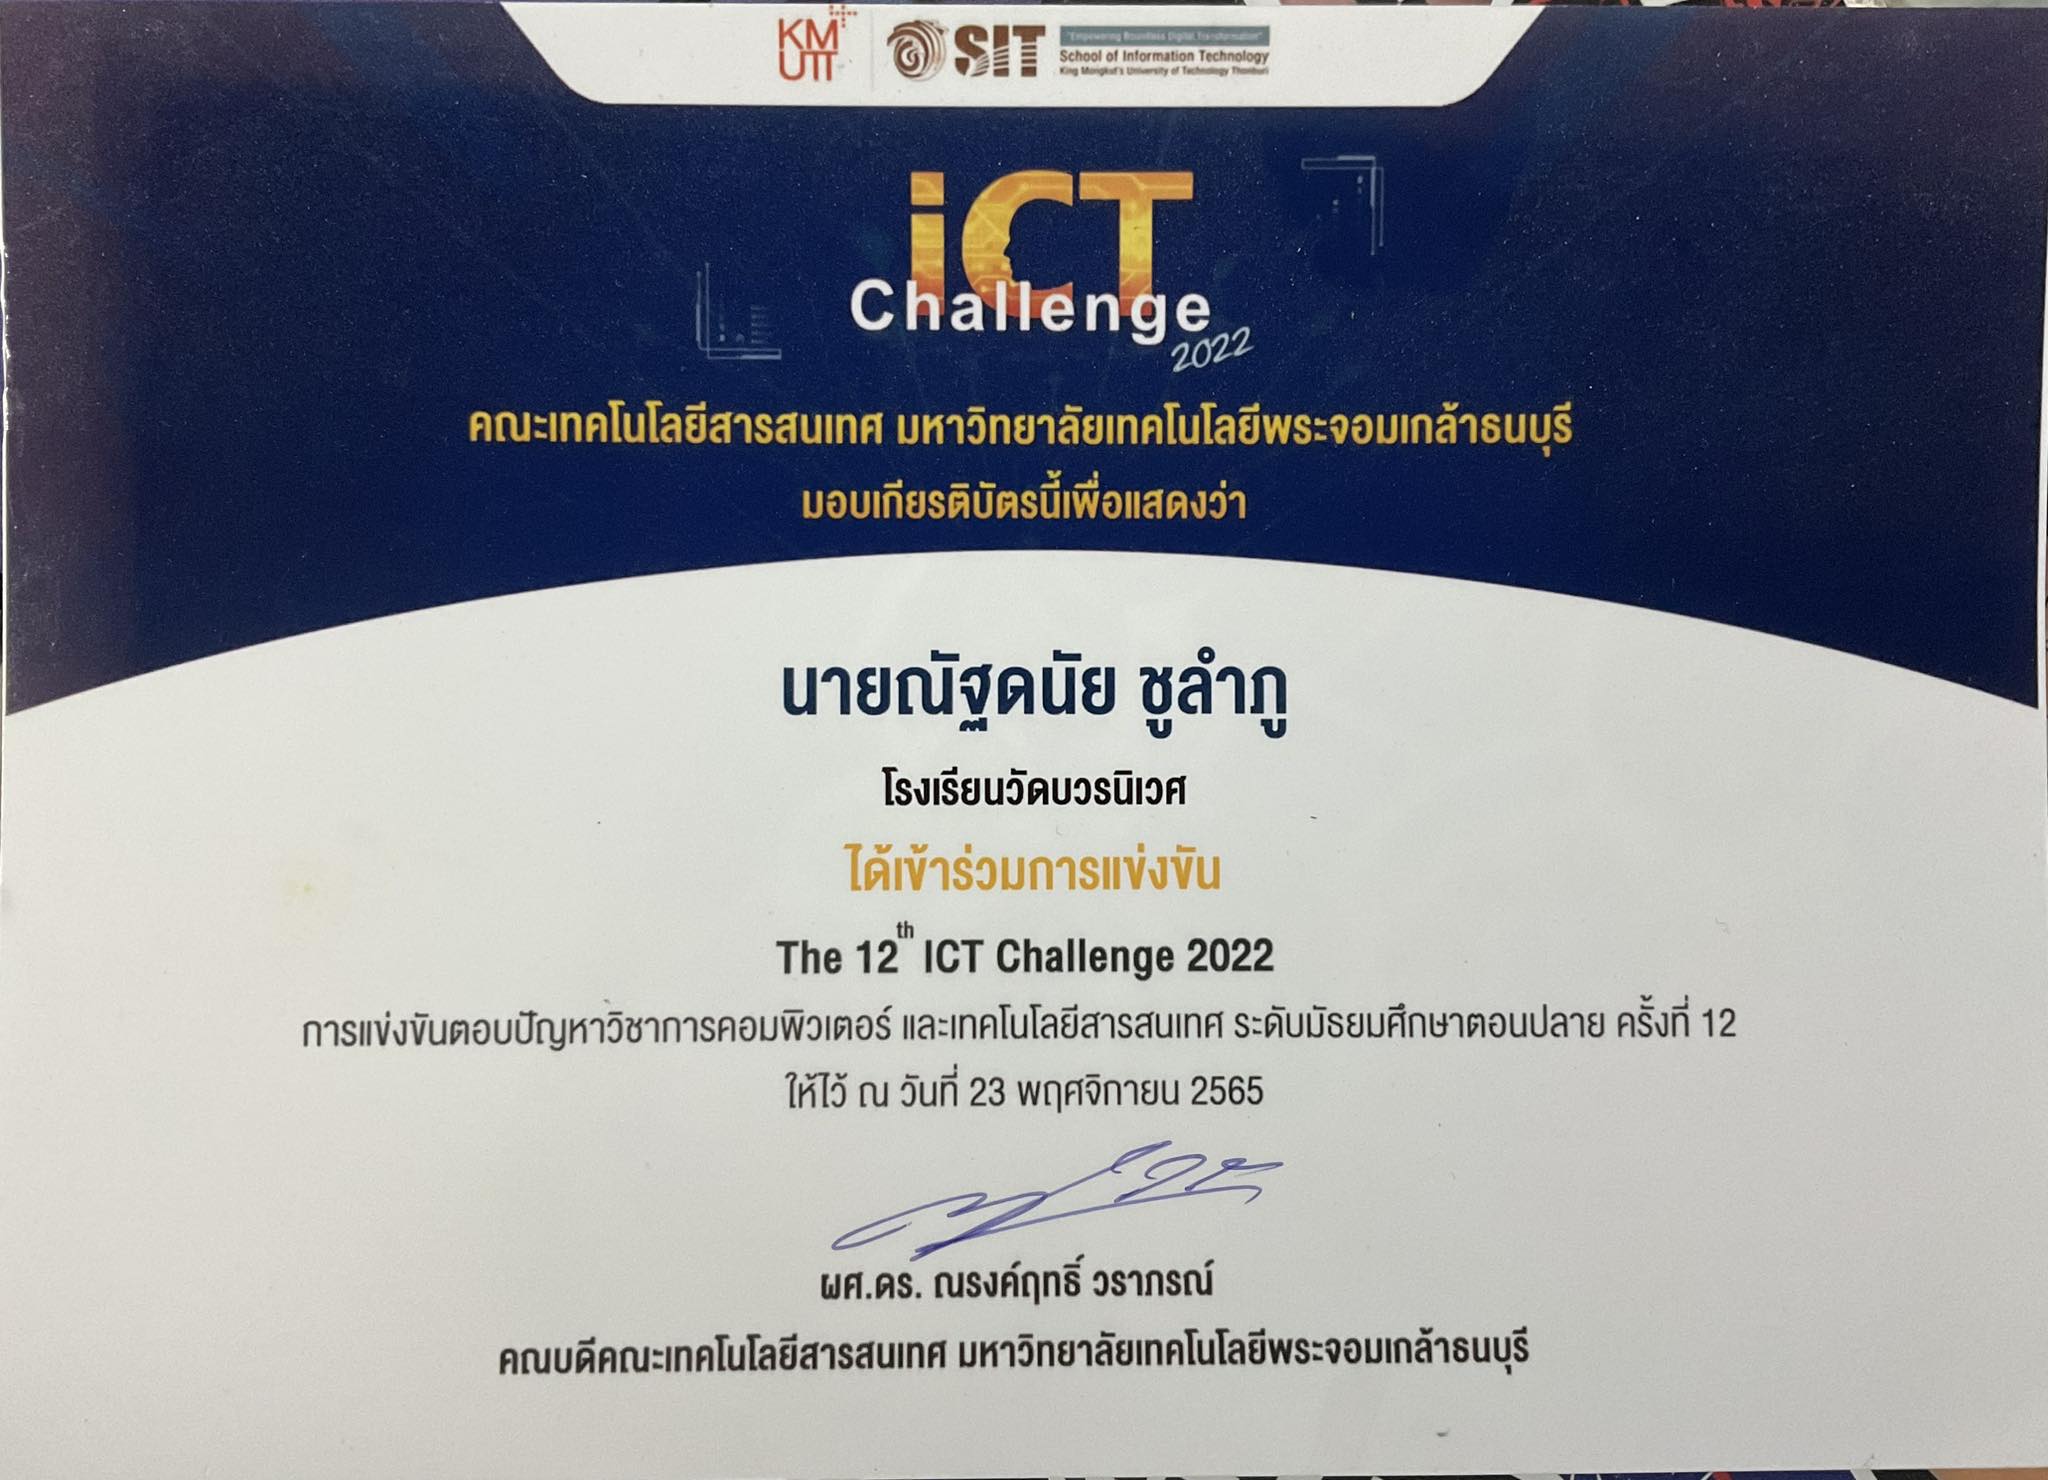 KMUTT
SIT
"Empowering Boundless Digital Transformation"
School of Information Technology
King Mongkut's University of Technology Thonburi
iCT
Challenge
2022
คณะเทคโนโลยีสารสนเทศ มหาวิทยาลัยเทคโนโลยีพระจอมเกล้าธนบุรี
มอบเกียรติบัตรนี้เพื่อแสดงว่า
นายณัฐดนัย ชูลำภู
โรงเรียนวัดบวรนิเวศ
ได้เข้าร่วมการแข่งขัน
The 12th ICT Challenge 2022
การแข่งขันตอบปัญหาวิชาการคอมพิวเตอร์ และเทคโนโลยีสารสนเทศ ระดับมัธยมศึกษาตอนปลาย ครั้งที่ 12
ให้ไว้ ณ วันที่ 23 พฤศจิกายน 2565
ผศ.ดร. ณรงค์ฤทธิ์ วราภรณ์
คณบดีคณะเทคโนโลยีสารสนเทศ มหาวิทยาลัยเทคโนโลยีพระจอมเกล้าธนบุรี